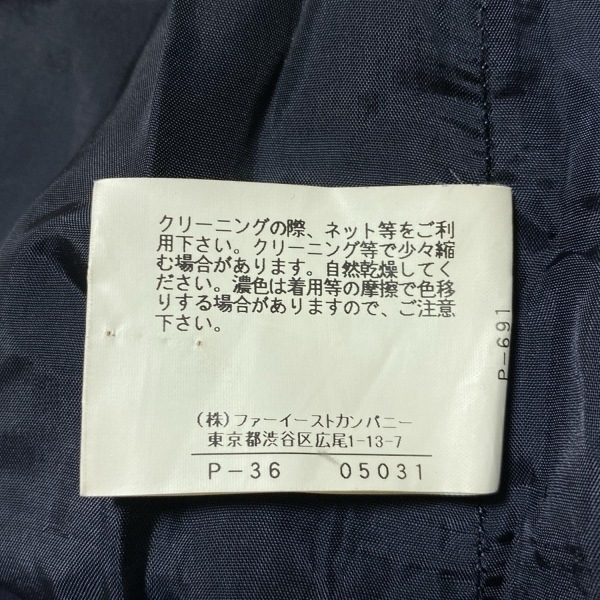 クリーニングの際、ネット等をご利
用下さい。クリーニング等で少々縮
む場合があります。自然乾燥してく
ださい。濃色は着用等の摩擦で色移
りする場合がありますので、ご注意
下さい。
P-691
(株)ファーイーストカンパニー
東京都渋谷区広尾1-13-7
P-36 05031